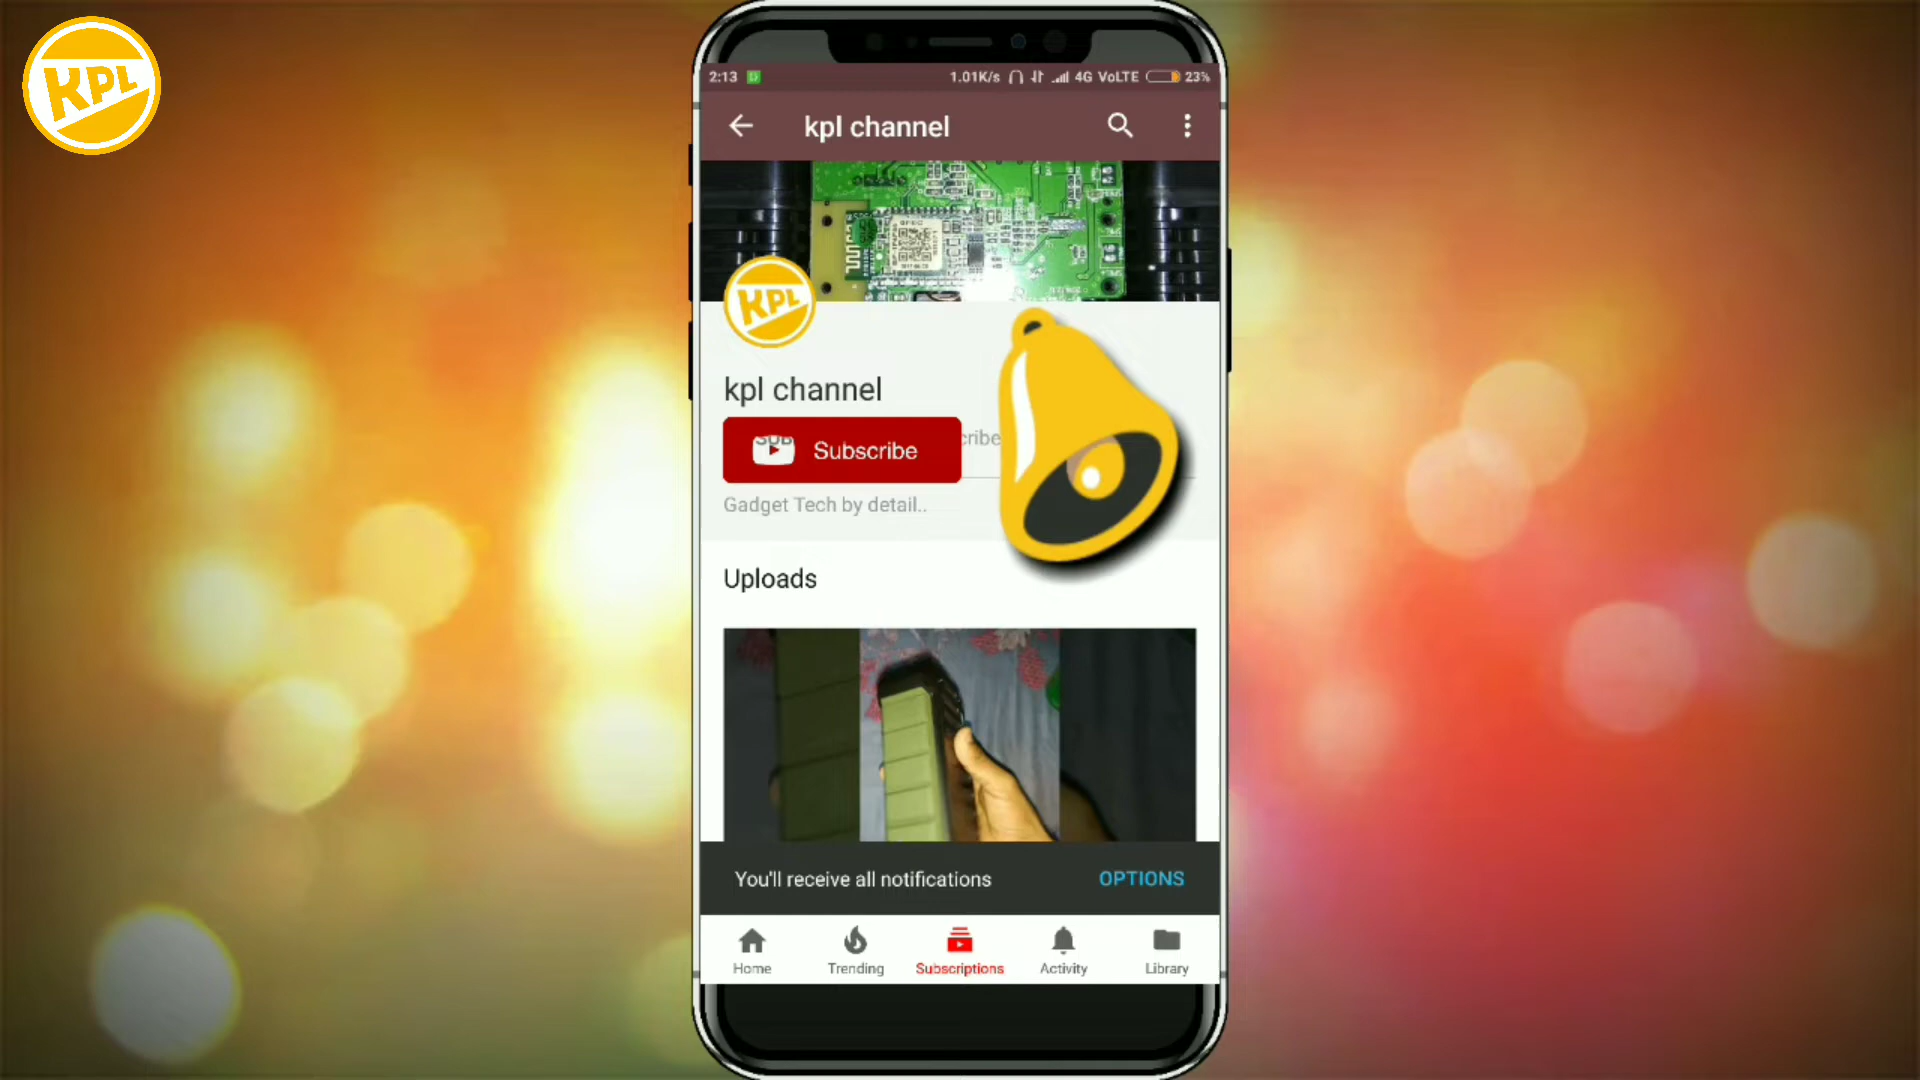 KPL
2:13 1.01K/s 4G VoLTE 23%
kpl channel
KPL
kpl channel
Subscribe
Gadget Tech by detail..
Uploads
You'll receive all notifications OPTIONS
Home Trending Subscriptions Activity Library